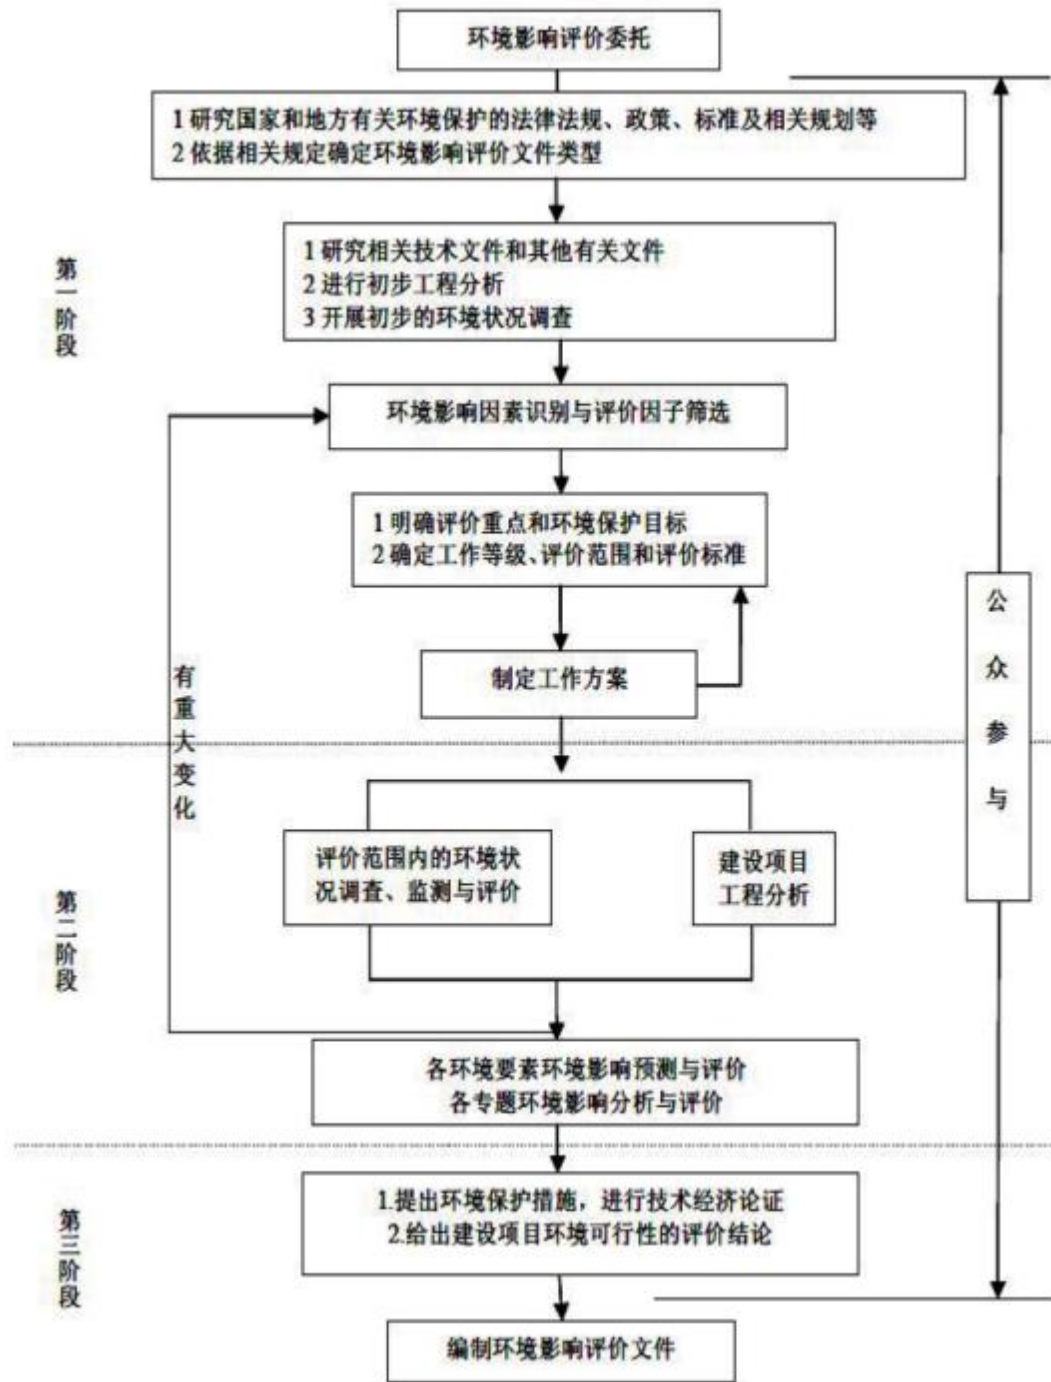 环境影响评价委托
1 研究国家和地方有关环境保护的法律法规、政策、标准及相关规划等
2 依据相关规定确定环境影响评价文件类型
第一阶段
1 研究相关技术文件和其他有关文件
2 进行初步工程分析
3 开展初步的环境状况调查
环境影响因素识别与评价因子筛选
1 明确评价重点和环境保护目标
2 确定工作等级、评价范围和评价标准
公众参与
制定工作方案
有重大变化
第二阶段
评价范围内的环境状
况调查、监测与评价
建设项目
工程分析
各环境要素环境影响预测与评价
各专题环境影响分析与评价
第三阶段
1.提出环境保护措施，进行技术经济论证
2.给出建设项目环境可行性的评价结论
编制环境影响评价文件